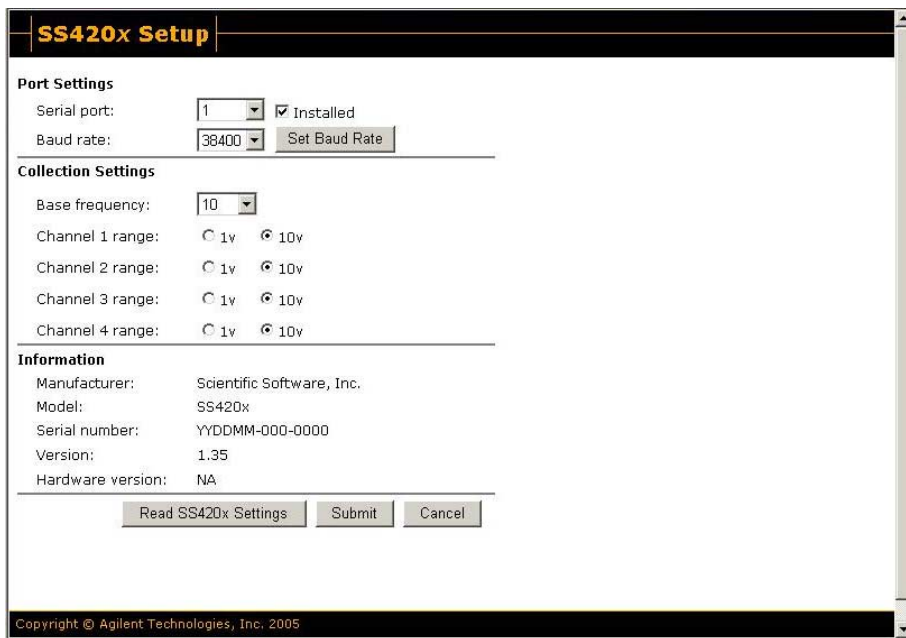 SS420x Setup
Port Settings
Serial port: 1 Installed
Baud rate: 38400 Set Baud Rate
Collection Settings
Base frequency: 10
Channel 1 range: 1v 10v
Channel 2 range: 1v 10v
Channel 3 range: 1v 10v
Channel 4 range: 1v 10v
Information
Manufacturer: Scientific Software, Inc.
Model: SS420x
Serial number: YYDDMM-000-0000
Version: 1.35
Hardware version: NA
Read SS420x Settings Submit Cancel
Copyright © Agilent Technologies, Inc. 2005